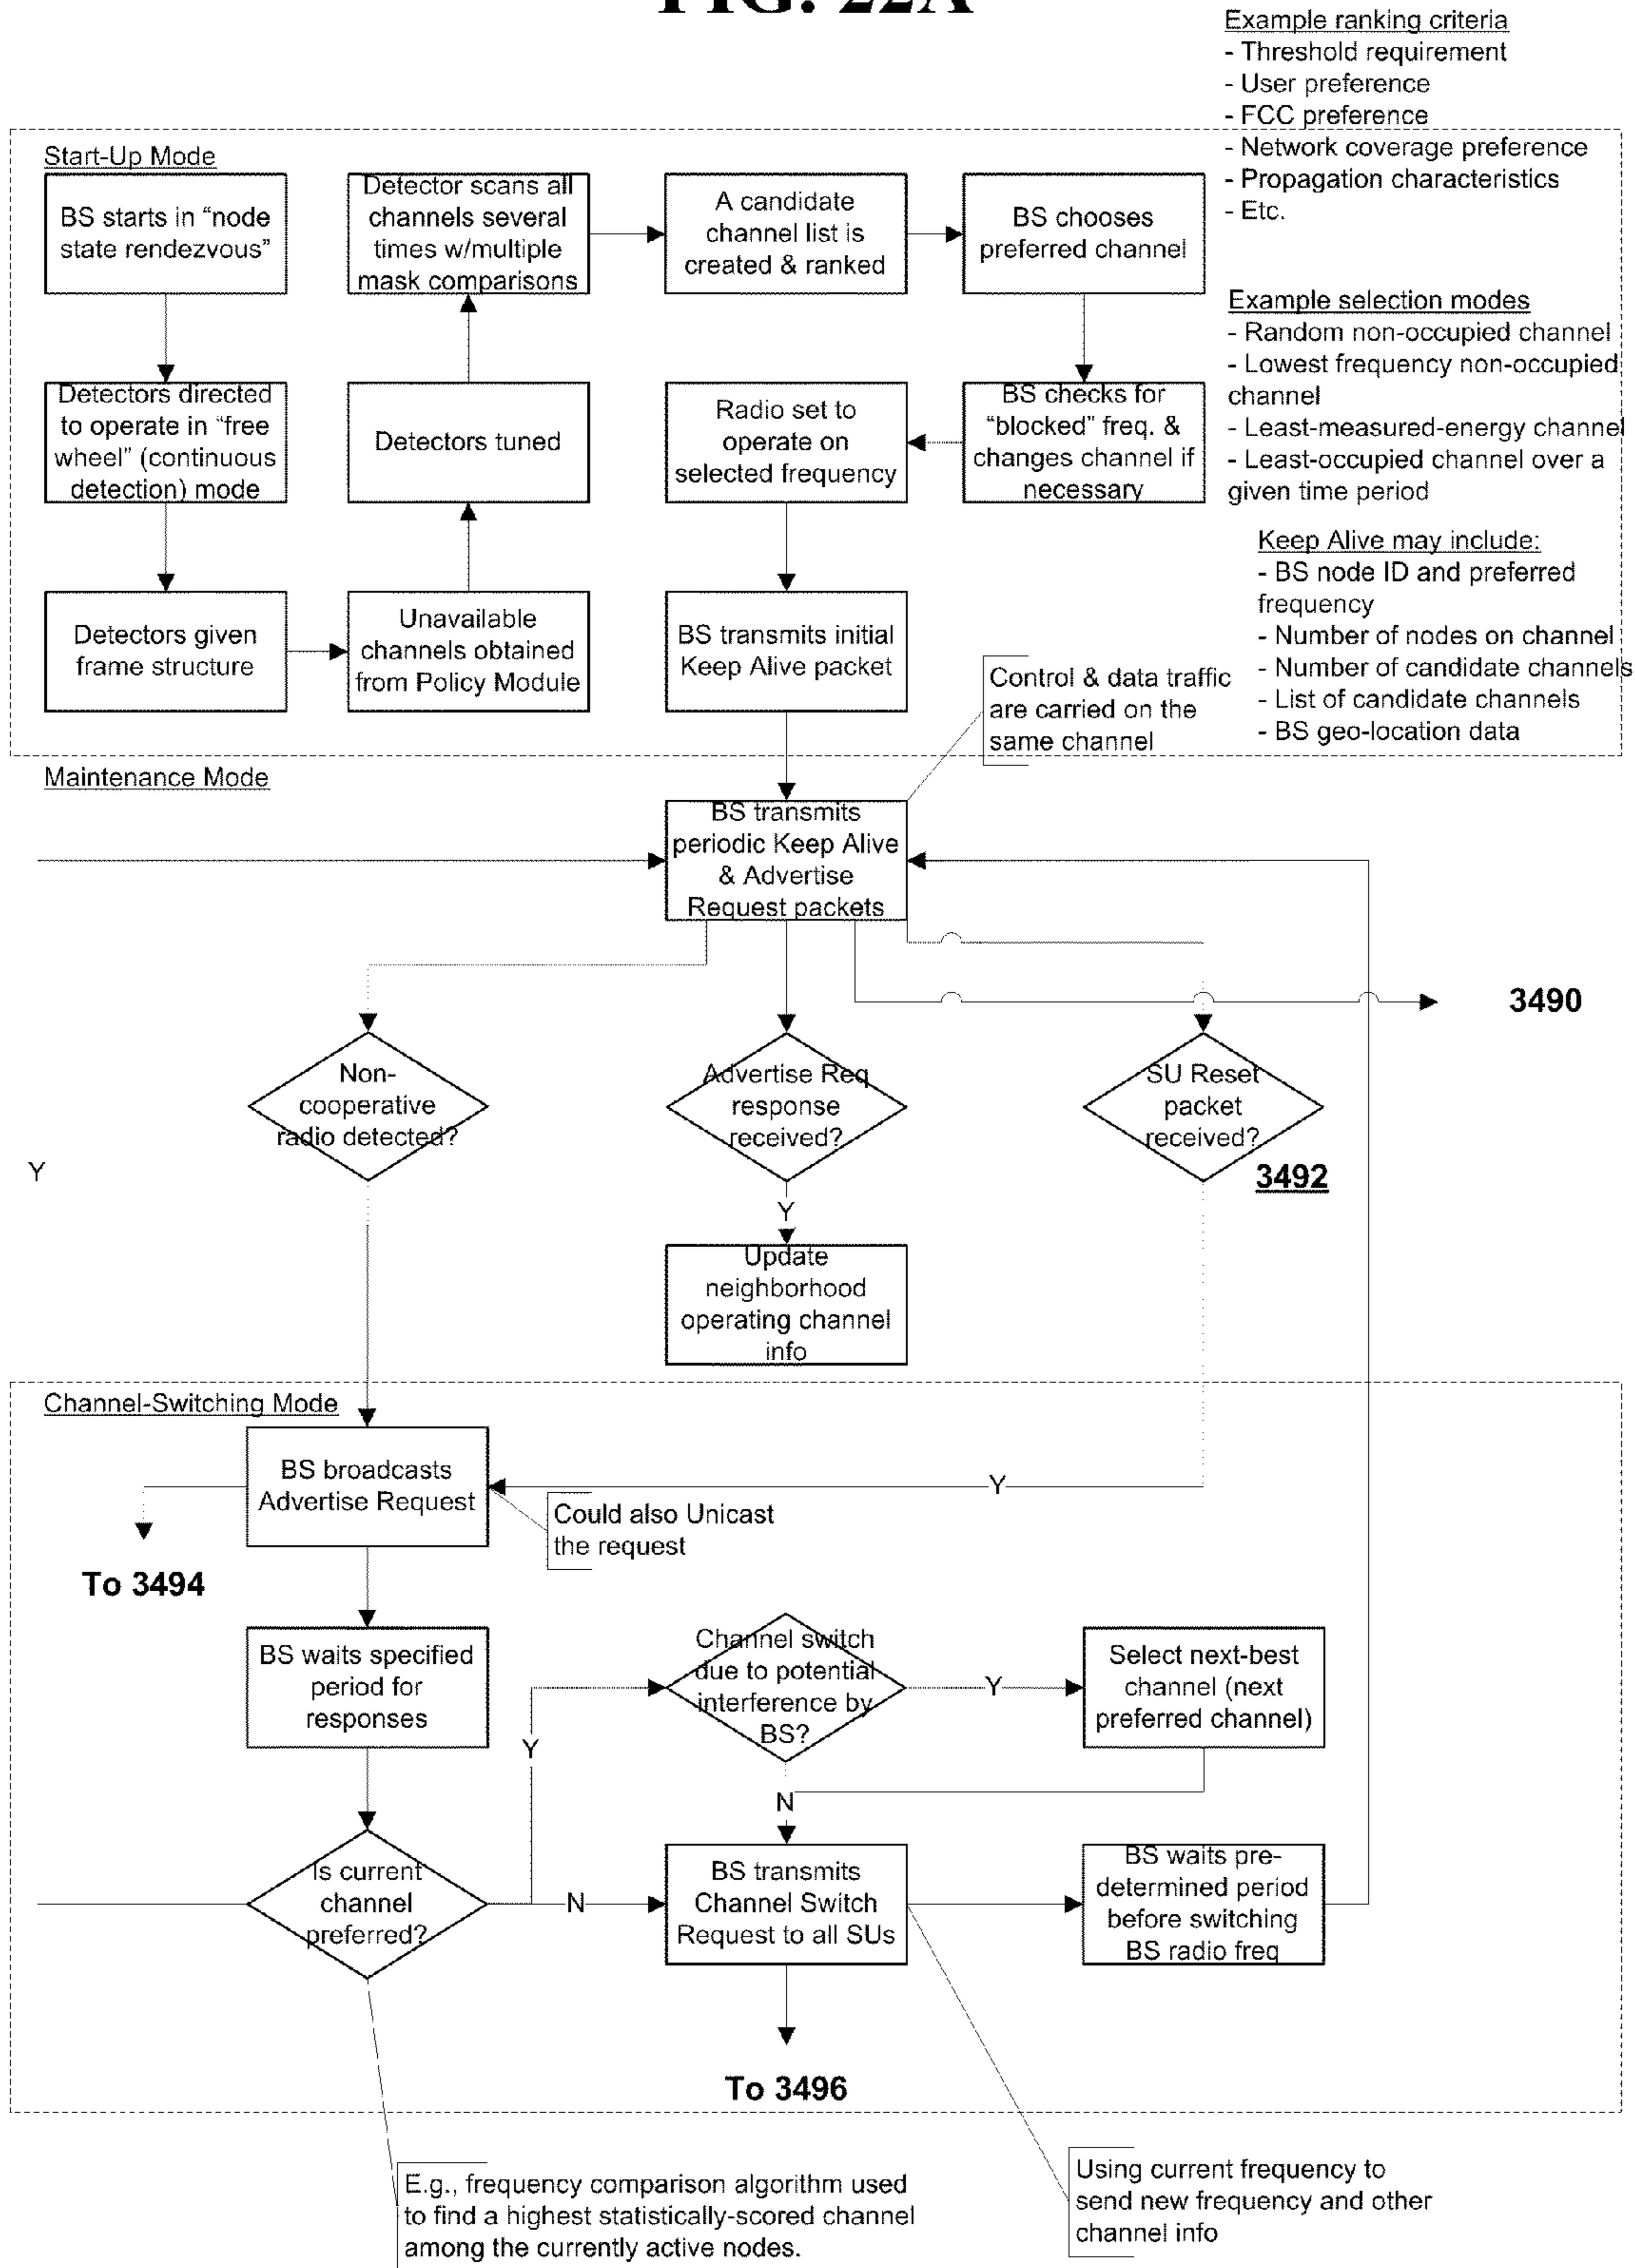 FIG. 22A
Example ranking criteria
- Threshold requirement
- User preference
- FCC preference
- Network coverage preference
- Propagation characteristics
- Etc.
Start-Up Mode
BS starts in “node
state rendezvous”
Detector scans all
channels several
times w/multiple
mask comparisons
A candidate
channel list is
created & ranked
BS chooses
preferred channel
Example selection modes
- Random non-occupied channel
- Lowest frequency non-occupied
channel
- Least-measured-energy channel
- Least-occupied channel over a
given time period
Detectors directed
to operate in “free
wheel” (continuous
detection) mode
Detectors tuned
Radio set to
operate on
selected frequency
BS checks for
“blocked” freq. &
changes channel if
necessary
Keep Alive may include:
- BS node ID and preferred
frequency
- Number of nodes on channel
- Number of candidate channels
- List of candidate channels
- BS geo-location data
Detectors given
frame structure
Unavailable
channels obtained
from Policy Module
BS transmits initial
Keep Alive packet
Control & data traffic
are carried on the
same channel
Maintenance Mode
BS transmits
periodic Keep Alive
& Advertise
Request packets
3490
Non-
cooperative
radio detected?
Advertise Req
response
received?
SU Reset
packet
received?
3492
Y
Y
Update
neighborhood
operating channel
info
Channel-Switching Mode
BS broadcasts
Advertise Request
Y
Could also Unicast
the request
To 3494
BS waits specified
period for
responses
Channel switch
due to potential
interference by
BS?
Y
Select next-best
channel (next
preferred channel)
Y
N
Is current
channel
preferred?
N
BS transmits
Channel Switch
Request to all SUs
BS waits pre-
determined period
before switching
BS radio freq
To 3496
E.g., frequency comparison algorithm used
to find a highest statistically-scored channel
among the currently active nodes.
Using current frequency to
send new frequency and other
channel info